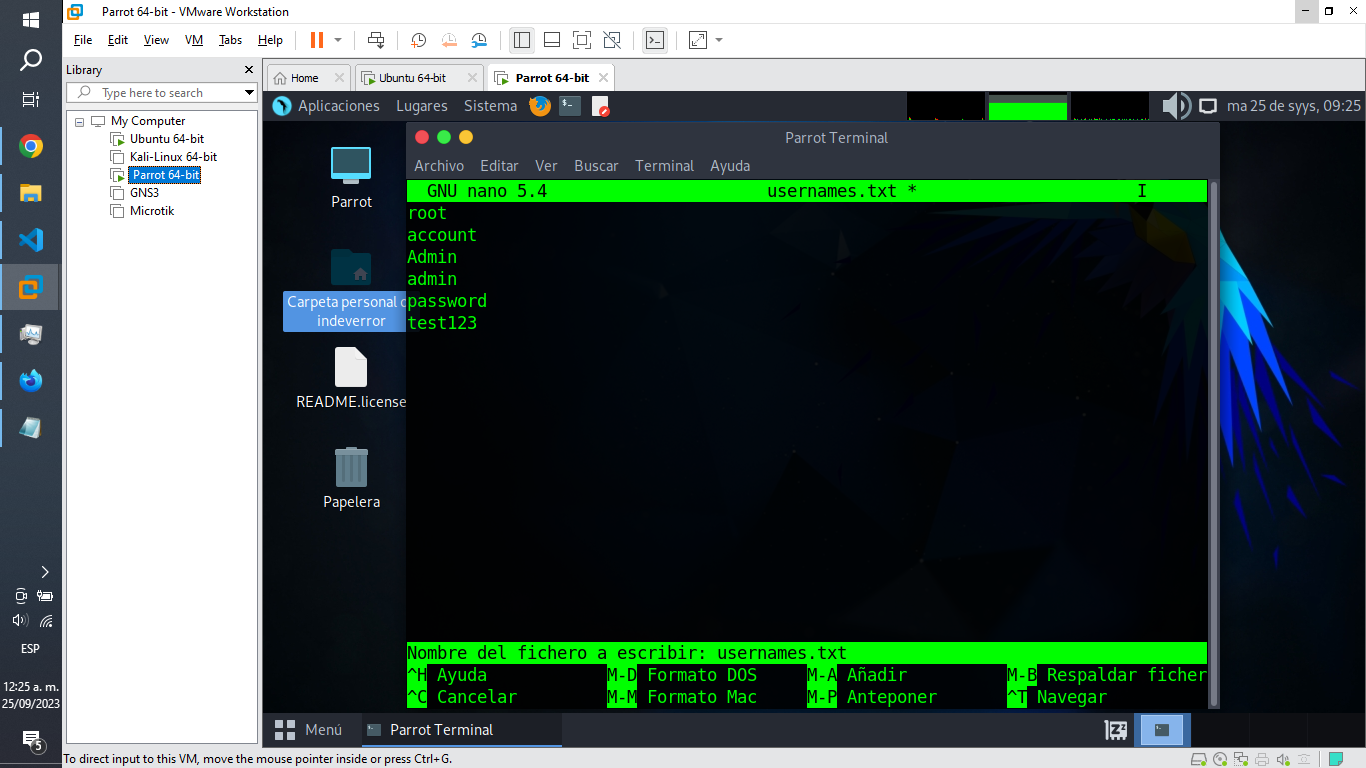 Parrot 64-bit - VMware Workstation
File Edit View VM Tabs Help
Library
Type here to search
My Computer
Ubuntu 64-bit
Kali-Linux 64-bit
Parrot 64-bit
GNS3
Microtik
Home
Ubuntu 64-bit
Parrot 64-bit
Aplicaciones Lugares Sistema
ma 25 de syys, 09:25
Parrot
Carpeta personal d
indeverror
README.license
Papelera
Parrot Terminal
Archivo Editar Ver Buscar Terminal Ayuda
GNU nano 5.4 usernames.txt * I
root
account
Admin
admin
password
test123
Nombre del fichero a escribir: usernames.txt
^H Ayuda M-D Formato DOS M-A Añadir M-B Respaldar ficher
^C Cancelar M-M Formato Mac M-P Anteponer ^T Navegar
Menú
Parrot Terminal
ESP
12:25 a. m.
25/09/2023
5
To direct input to this VM, move the mouse pointer inside or press Ctrl+G.